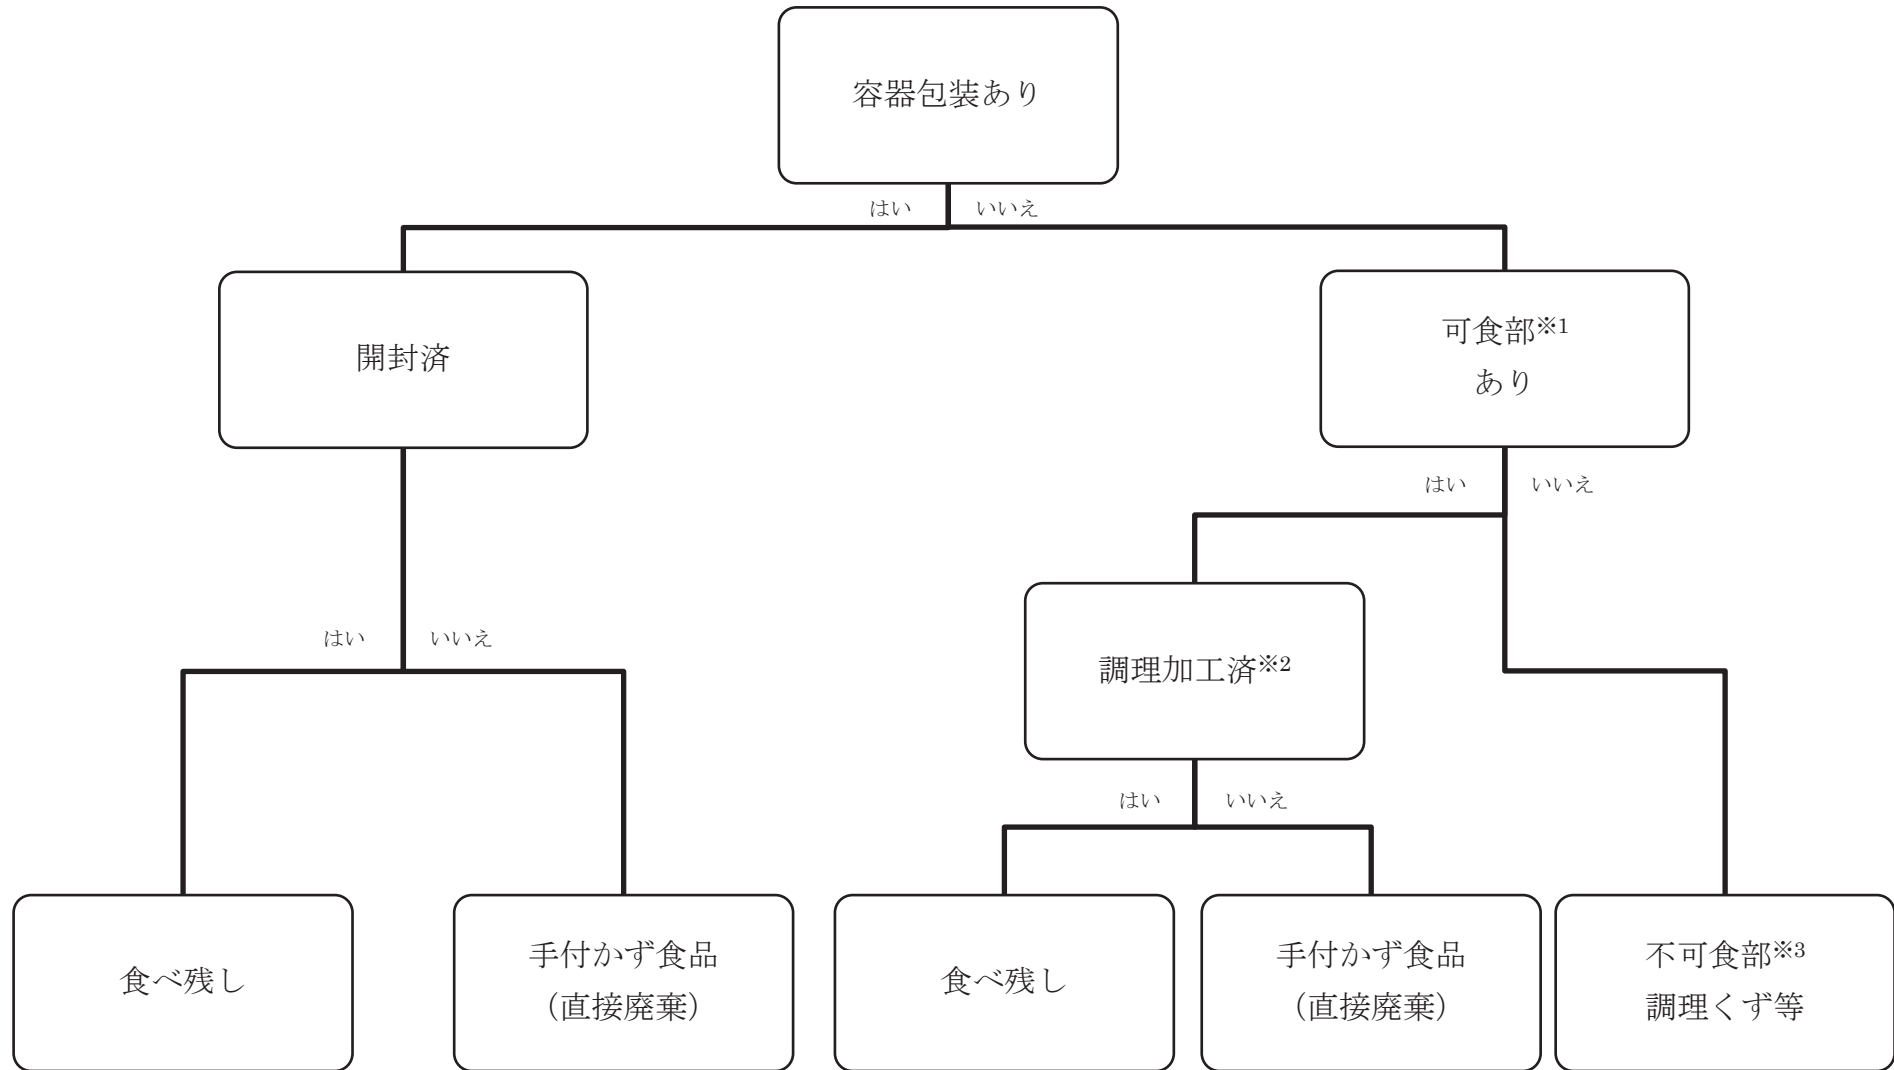 容器包装あり
はい
いいえ
開封済
可食部※1
あり
はい
いいえ
はい
いいえ
調理加工済※2
はい
いいえ
食べ残し
手付かず食品
（直接廃棄）
食べ残し
手付かず食品
（直接廃棄）
不可食部※3
調理くず等